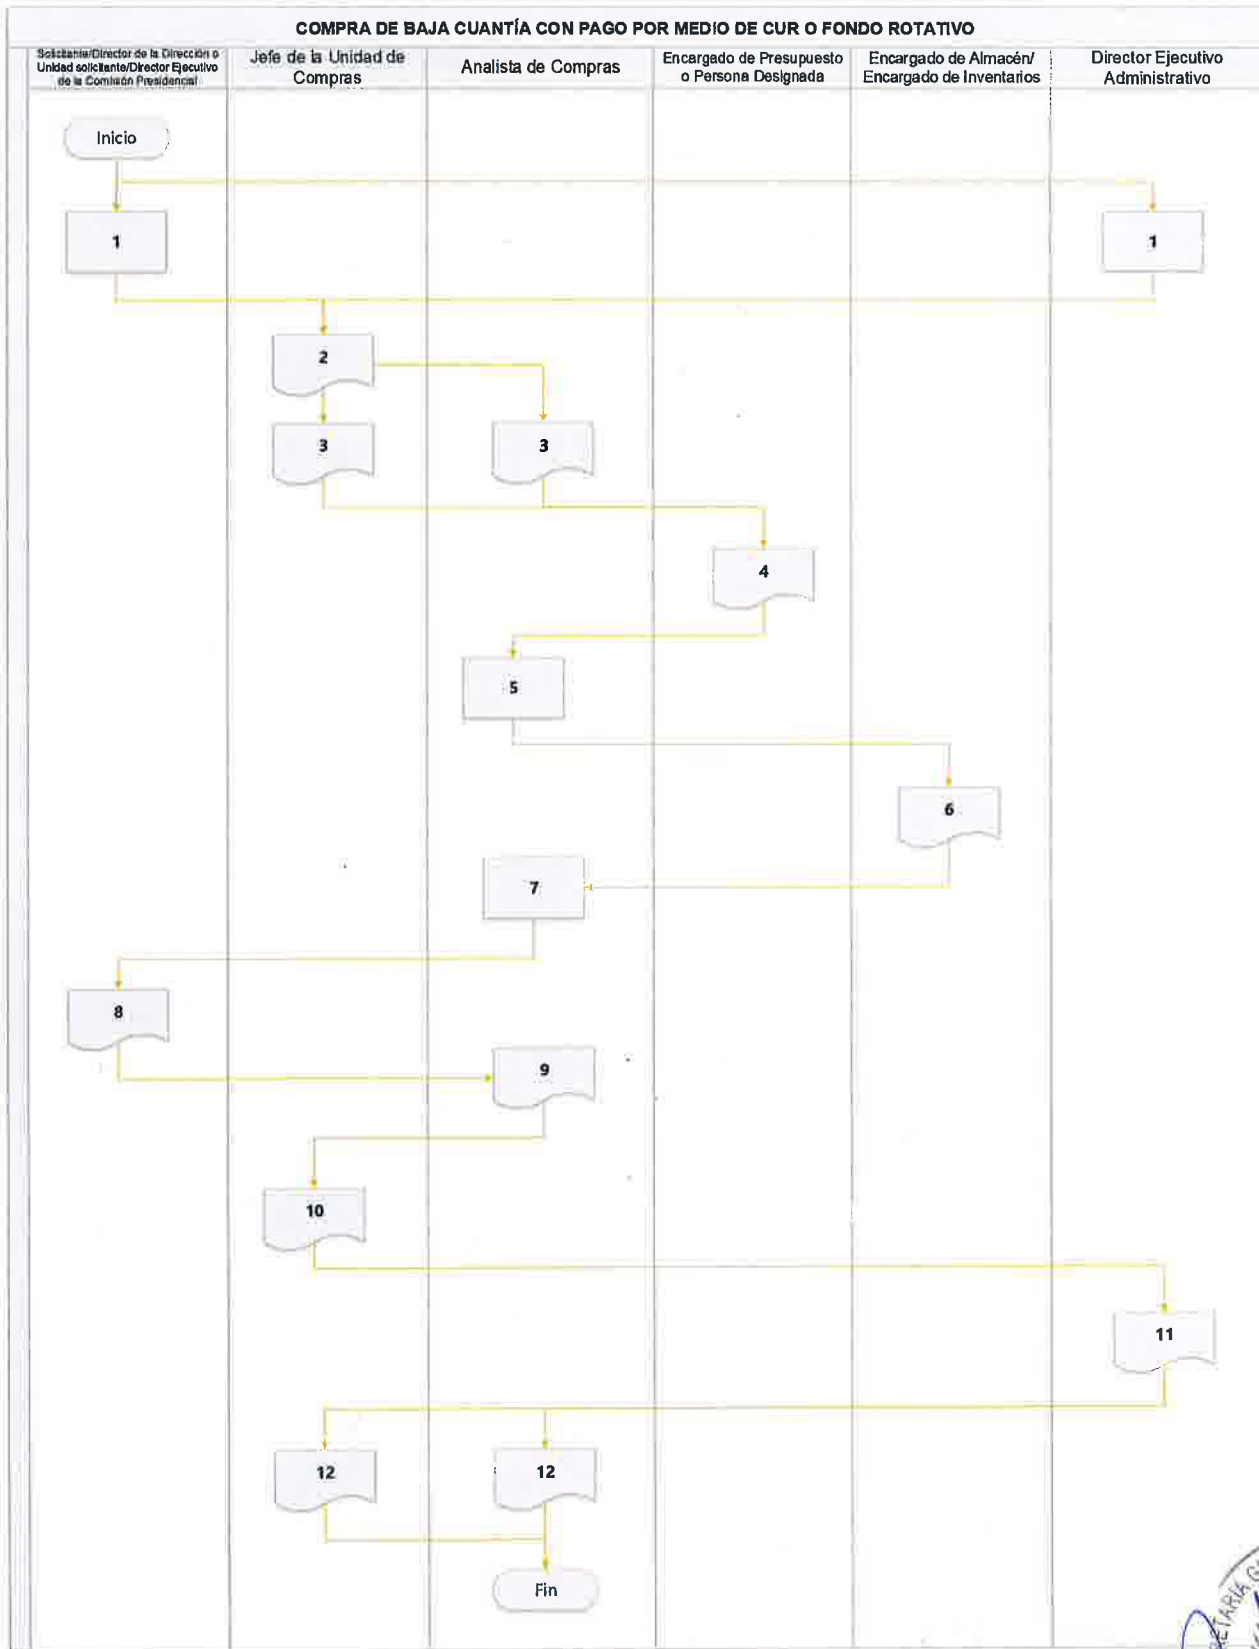 COMPRA DE BAJA CUANTÍA CON PAGO POR MEDIO DE CUR O FONDO ROTATIVO
Solicitante/Director de la Dirección o
Unidad solicitante/Director Ejecutivo
de la Comisión Presidencial
Jefe de la Unidad de
Compras
Analista de Compras
Encargado de Presupuesto
o Persona Designada
Encargado de Almacén/
Encargado de Inventarios
Director Ejecutivo
Administrativo
Inicio
1
1
2
3
3
4
5
6
7
8
9
10
11
12
12
Fin